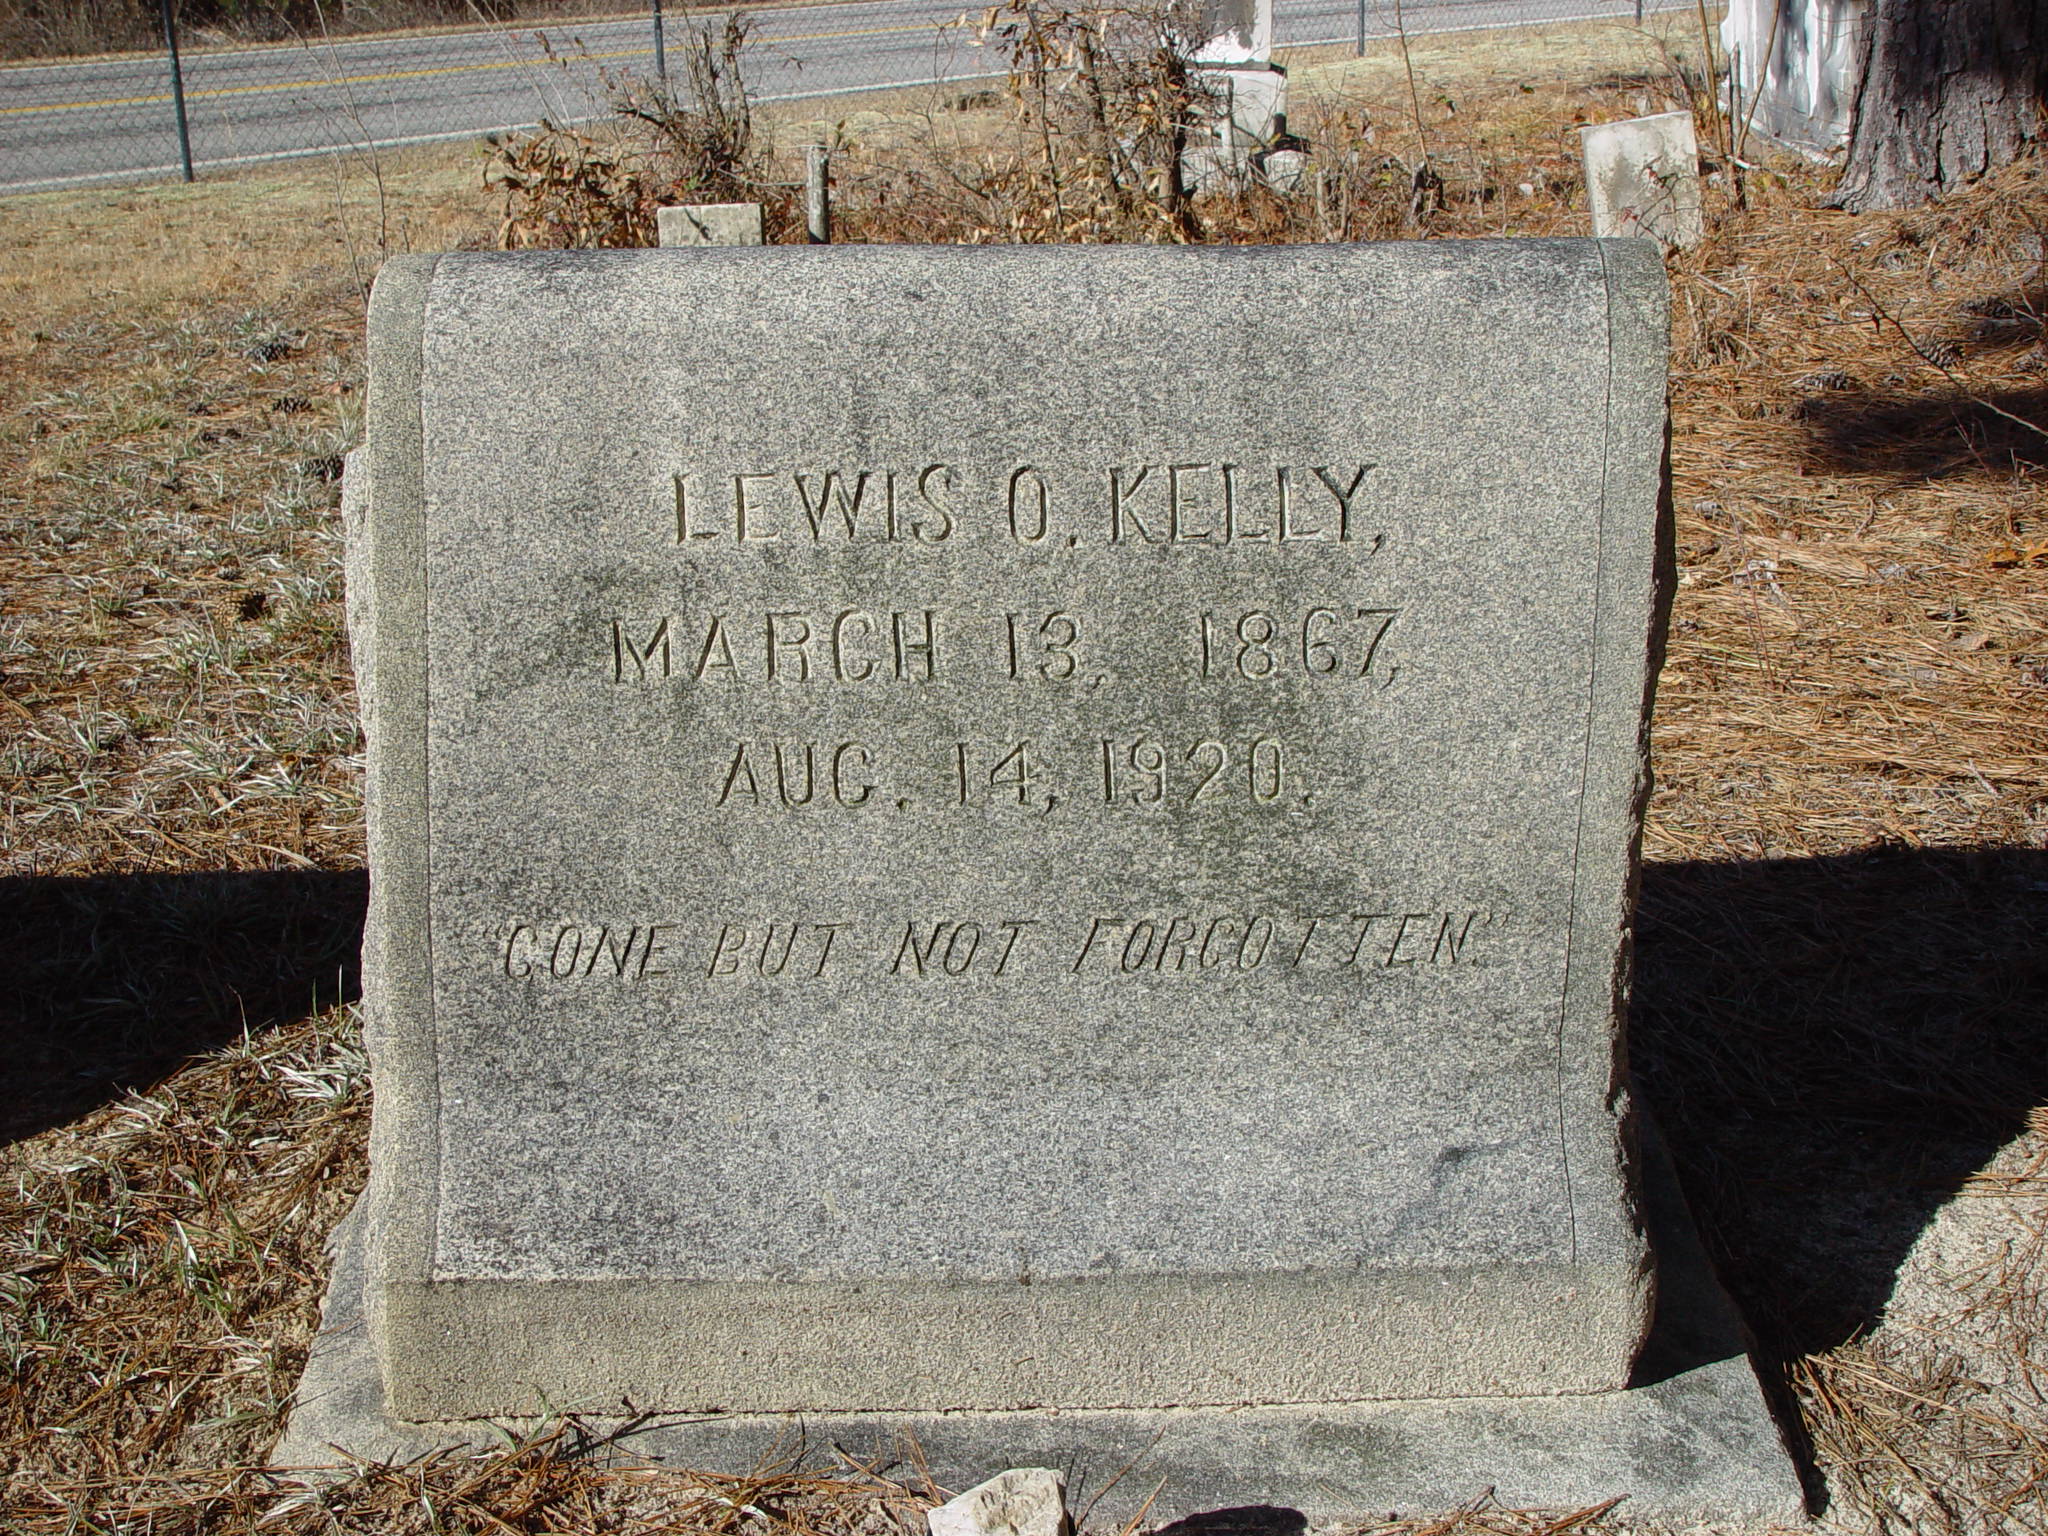 LEWIS O. KELLY,
MARCH 13, 1867,
AUG. 14, 1920.
"GONE BUT NOT FORGOTTEN."